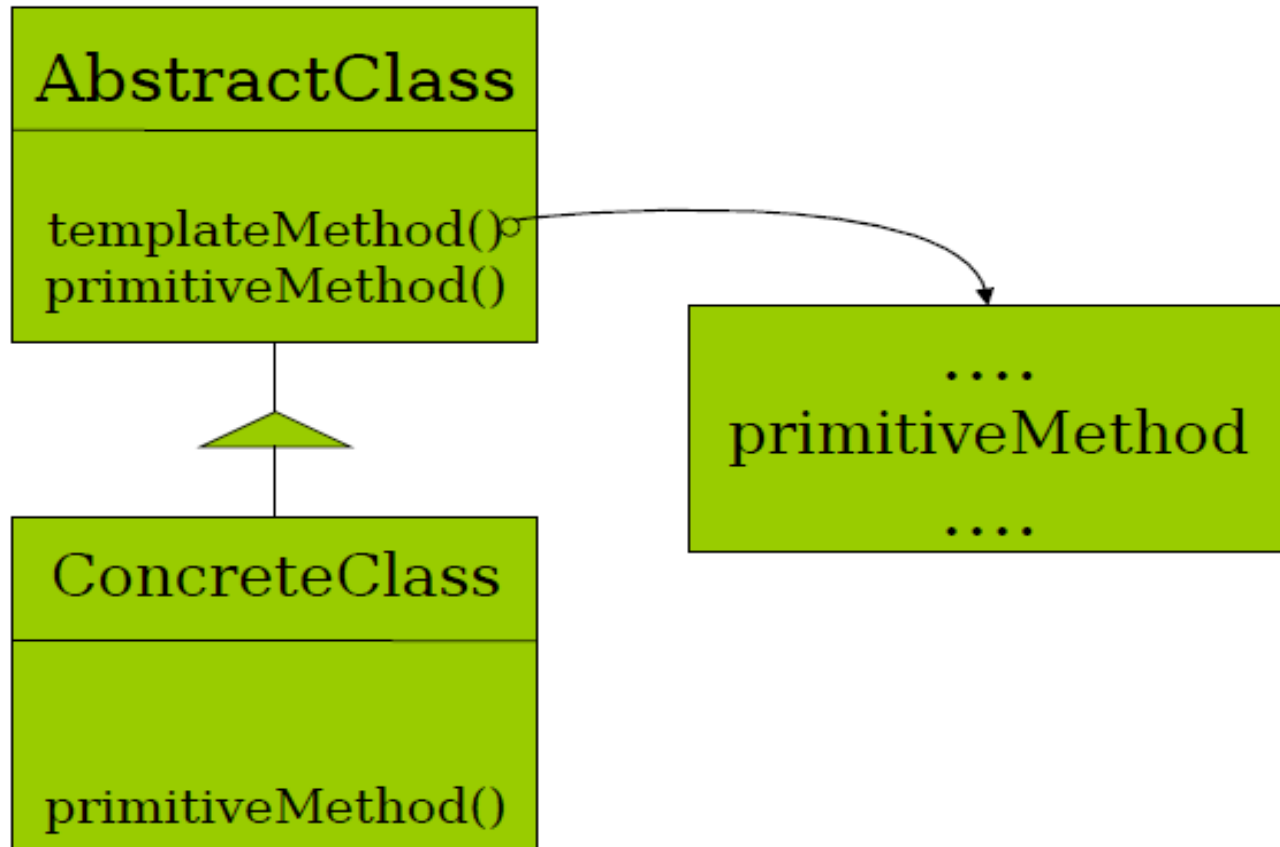 AbstractClass
templateMethod()
primitiveMethod()
....
primitiveMethod
....
ConcreteClass
primitiveMethod()